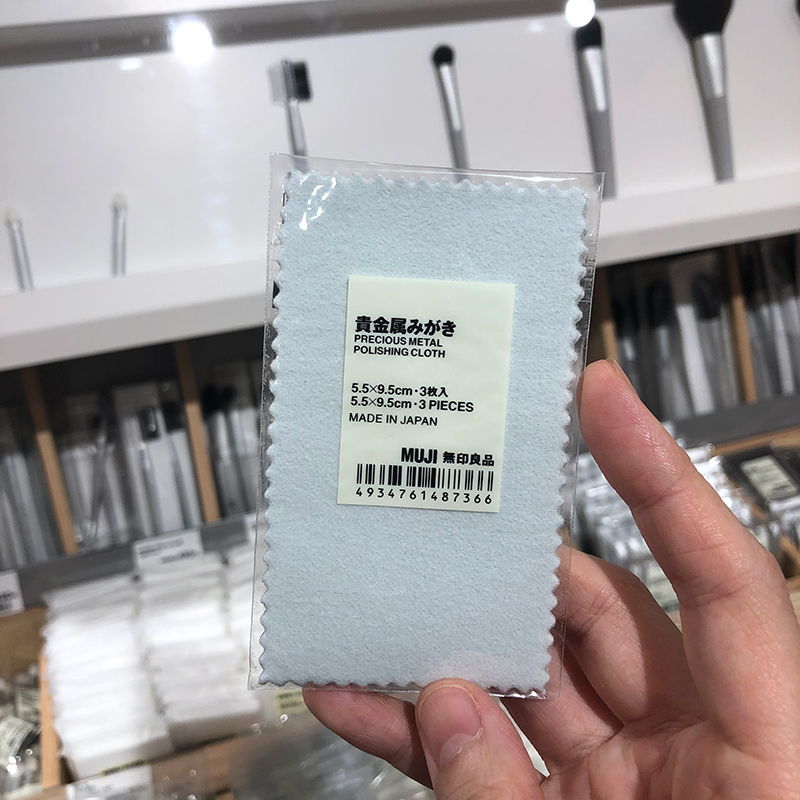 貴金属みがき
PRECIOUS METAL
POLISHING CLOTH
5.5×9.5cm・3枚入
5.5×9.5cm・3 PIECES
MADE IN JAPAN
MUJI 無印良品
4934761487366